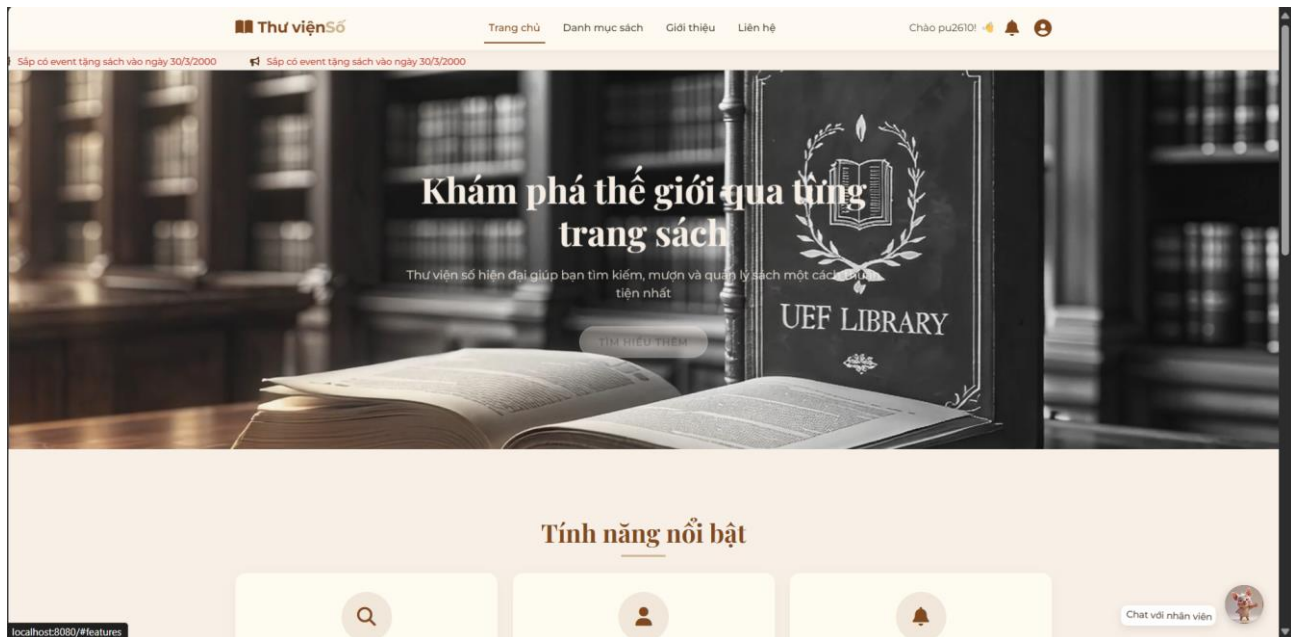 Thư việnSố
Trang chủ Danh mục sách Giới thiệu Liên hệ
Chào pu2610!
Sắp có event tặng sách vào ngày 30/3/2000
Sắp có event tặng sách vào ngày 30/3/2000
Khám phá thế giới qua từng
trang sách
Thư viện số hiện đại giúp bạn tìm kiếm, mượn và quản lý sách một cách thuận
tiện nhất
TÌM HIỂU THÊM
UEF LIBRARY
Tính năng nổi bật
Chat với nhân viên
localhost:8080/#features